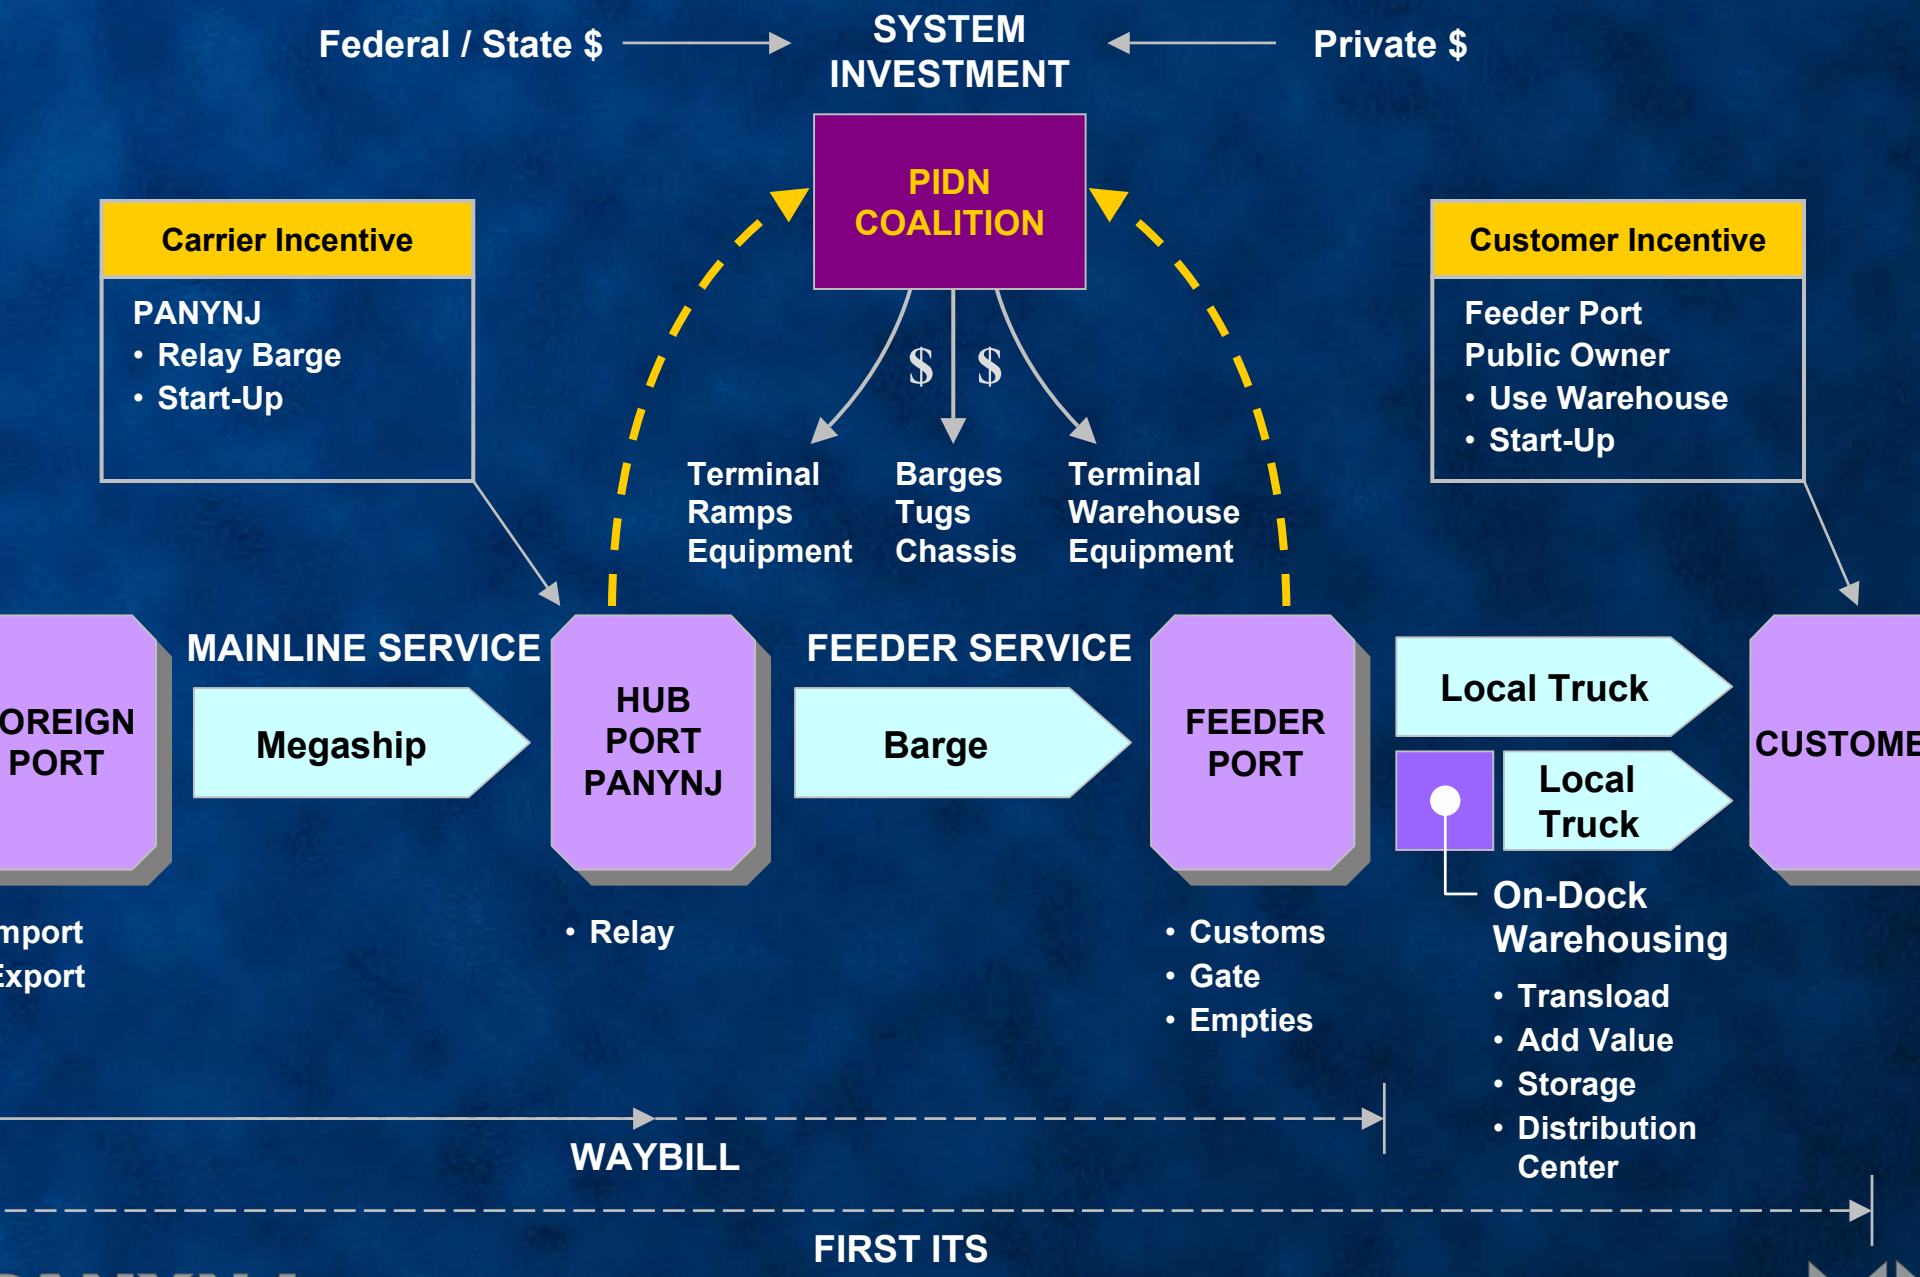 Federal / State $
SYSTEM
INVESTMENT
Private $
PIDN
COALITION
Carrier Incentive
PANYNJ
• Relay Barge
• Start-Up
Customer Incentive
Feeder Port
Public Owner
• Use Warehouse
• Start-Up
$ $
Terminal
Ramps
Equipment
Barges
Tugs
Chassis
Terminal
Warehouse
Equipment
MAINLINE SERVICE
FEEDER SERVICE
OREIGN
PORT
Megaship
HUB
PORT
PANYNJ
Barge
FEEDER
PORT
Local Truck
Local
Truck
CUSTOME
mport
Export
• Relay
• Customs
• Gate
• Empties
On-Dock
Warehousing
• Transload
• Add Value
• Storage
• Distribution
Center
WAYBILL
FIRST ITS